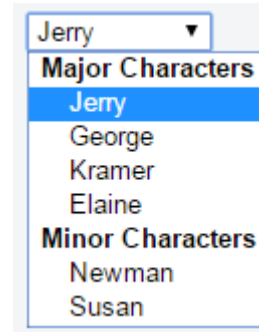 Jerry
Major Characters
Jerry
George
Kramer
Elaine
Minor Characters
Newman
Susan